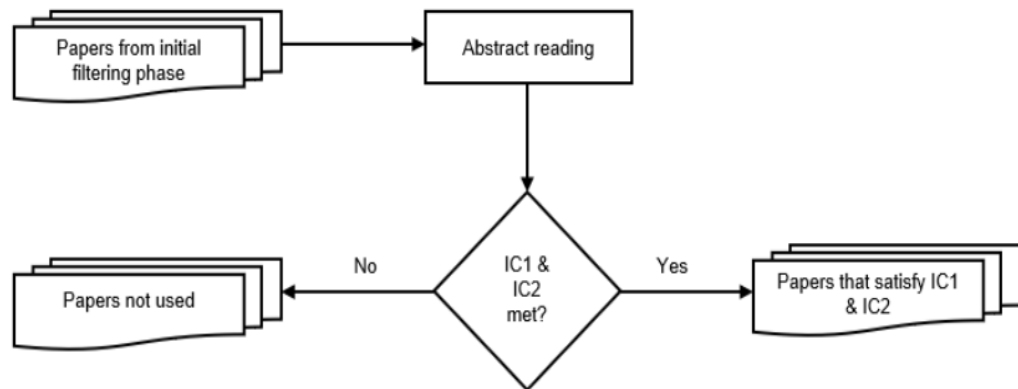 Papers from initial
filtering phase
Abstract reading
IC1 &
IC2
met?
No
Yes
Papers not used
Papers that satisfy IC1
& IC2